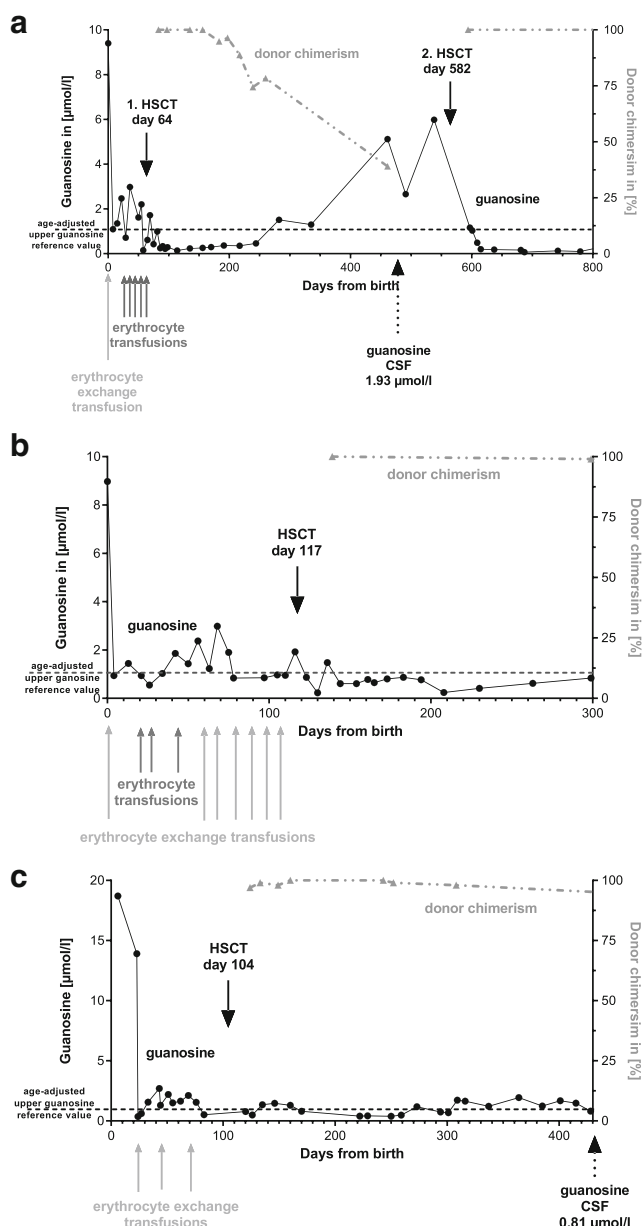 a
10
8
6
4
2
0
Guanosine in [µmol/l]
age-adjusted
upper guanosine
reference value
1. HSCT
day 64
donor chimerism
2. HSCT
day 582
guanosine
100
75
50
25
0
Donor chimersim in [%]
0
200
400
600
800
Days from birth
erythrocyte
transfusions
erythrocyte
exchange
transfusion
guanosine
CSF
1.93 µmol/l
b
10
8
6
4
2
0
Guanosine in [µmol/l]
age-adjusted
upper ganosine
reference value
guanosine
HSCT
day 117
donor chimerism
100
75
50
25
0
Donor chimersim in [%]
0
100
200
300
Days from birth
erythrocyte
transfusions
erythrocyte exchange transfusions
c
20
15
10
5
0
Guanosine [µmol/l]
age-adjusted
upper guanosine
reference value
guanosine
HSCT
day 104
donor chimerism
100
75
50
25
0
Donor chimersim in [%]
0
100
200
300
400
Days from birth
erythrocyte exchange
transfusions
guanosine
CSF
0.81 µmol/l